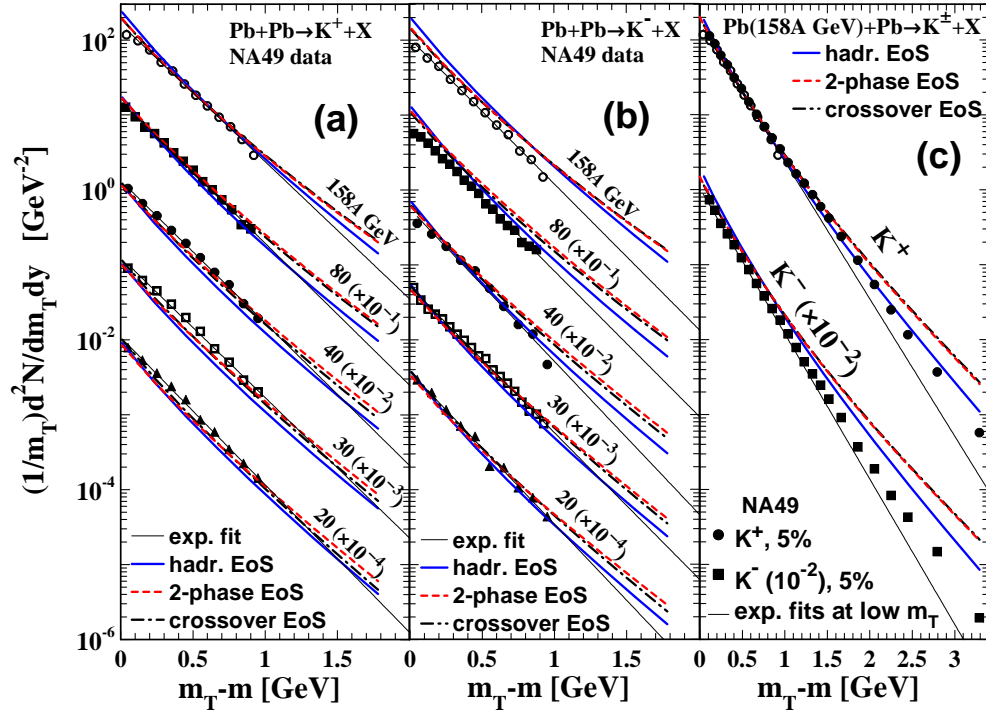 Pb+Pb→K⁺+X
NA49 data
(a)
158A GeV
80 (×10⁻¹)
40 (×10⁻²)
30 (×10⁻³)
20 (×10⁻⁴)
exp. fit
hadr. EoS
2-phase EoS
crossover EoS
Pb+Pb→K⁻+X
NA49 data
(b)
158A GeV
80 (×10⁻¹)
40 (×10⁻²)
30 (×10⁻³)
20 (×10⁻⁴)
exp. fit
hadr. EoS
2-phase EoS
crossover EoS
Pb(158A GeV)+Pb→K±+X
hadr. EoS
2-phase EoS
crossover EoS
(c)
K⁺
K⁻ (×10⁻²)
NA49
K⁺, 5%
K⁻ (10⁻²), 5%
exp. fits at low m_T
(1/m_T)d²N/dm_Tdy [GeV⁻²]
10²
10⁰
10⁻²
10⁻⁴
10⁻⁶
0 0.5 1 1.5
0 0.5 1 1.5
0 0.5 1 1.5 2 2.5 3
m_T-m [GeV]
m_T-m [GeV]
m_T-m [GeV]